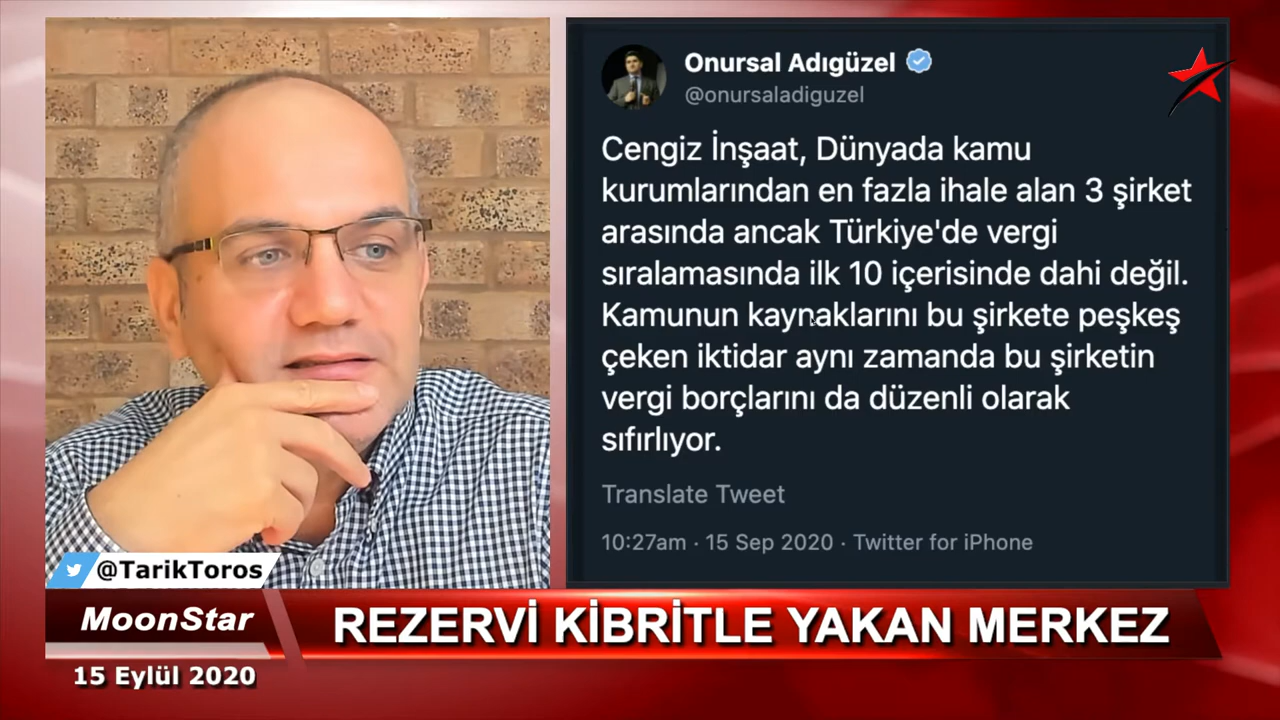 Onursal Adıgüzel
@onursaladiguzel
Cengiz İnşaat, Dünyada kamu
kurumlarından en fazla ihale alan 3 şirket
arasında ancak Türkiye'de vergi
sıralamasında ilk 10 içerisinde dahi değil.
Kamunun kaynaklarını bu şirkete peşkeş
çeken iktidar aynı zamanda bu şirketin
vergi borçlarını da düzenli olarak
sıfırlıyor.
Translate Tweet
10:27am · 15 Sep 2020 · Twitter for iPhone
@TarikToros
MoonStar
REZERVİ KİBRİTLE YAKAN MERKEZ
15 Eylül 2020